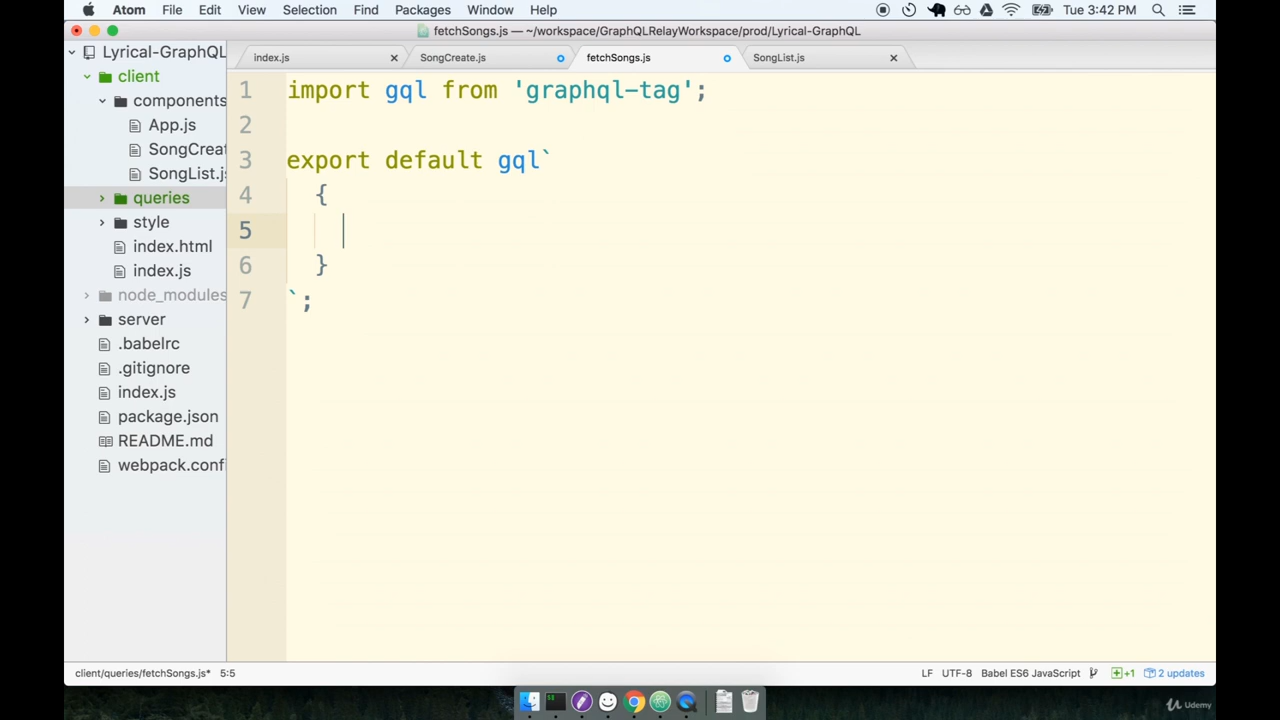 Atom File Edit View Selection Find Packages Window Help Tue 3:42 PM
fetchSongs.js — ~/workspace/GraphQLRelayWorkspace/prod/Lyrical-GraphQL
Lyrical-GraphQL
client
components
App.js
SongCreat
SongList.js
queries
style
index.html
index.js
node_modules
server
.babelrc
.gitignore
index.js
package.json
README.md
webpack.confi
index.js SongCreate.js fetchSongs.js SongList.js
1 import gql from 'graphql-tag';
2
3 export default gql`
4 {
5
6 }
7 `;
client/queries/fetchSongs.js* 5:5 LF UTF-8 Babel ES6 JavaScript +1 2 updates
Udemy